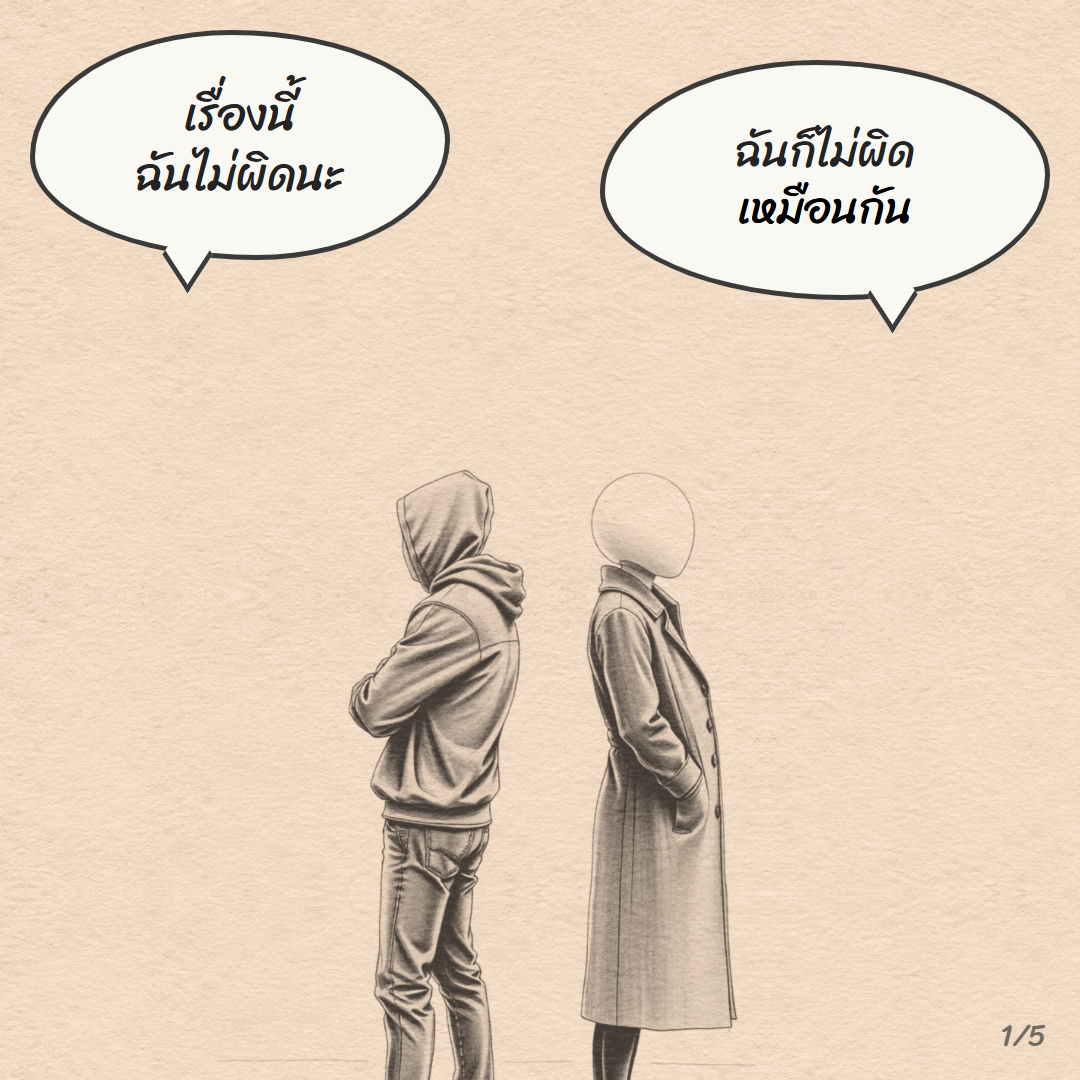 เรื่องนี้
ฉันไม่ผิดนะ
ฉันก็ไม่ผิด
เหมือนกัน
1/5